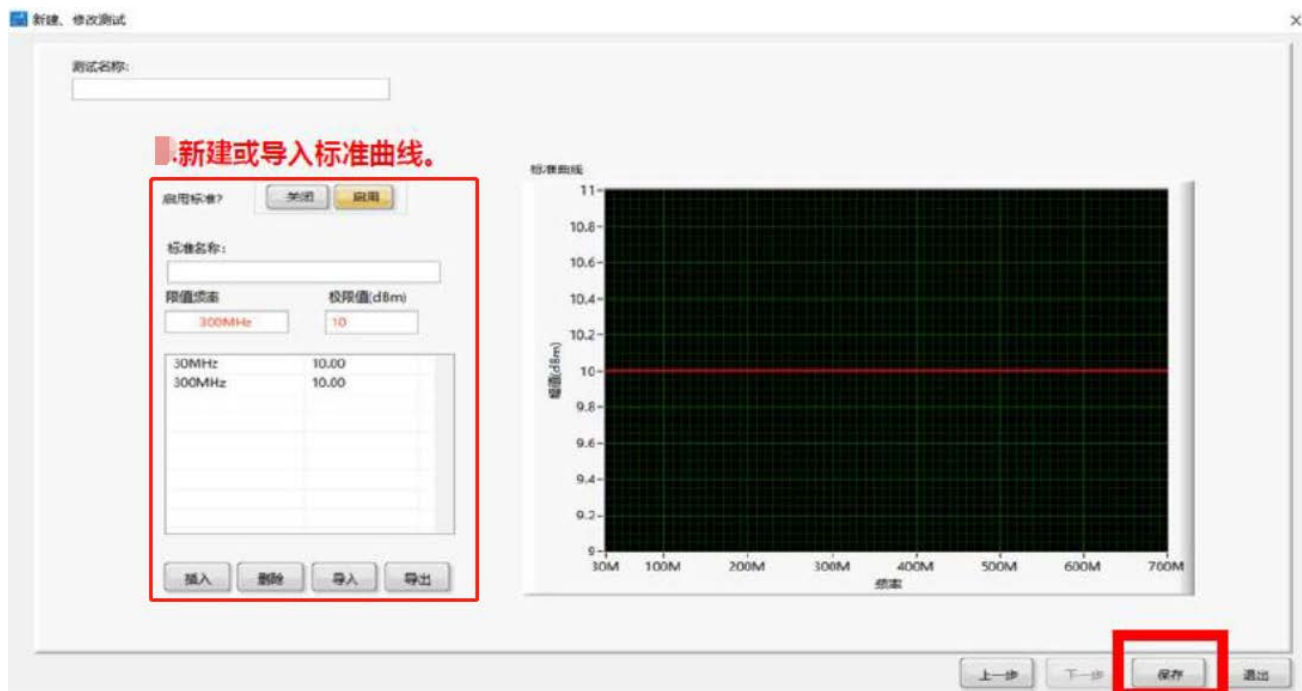 新建、修改测试
测试名称:
.新建或导入标准曲线。
启用标准?
关闭 启用
标准名称:
限值频率 极限值(dBm)
300MHz 10
30MHz 10.00
300MHz 10.00
插入 删除 导入 导出
标准曲线
11
10.8
10.6
10.4
10.2
10
9.8
9.6
9.4
9.2
9
幅值(dBm)
30M 100M 200M 300M 400M 500M 600M 700M
频率
上一步 下一步 保存 退出